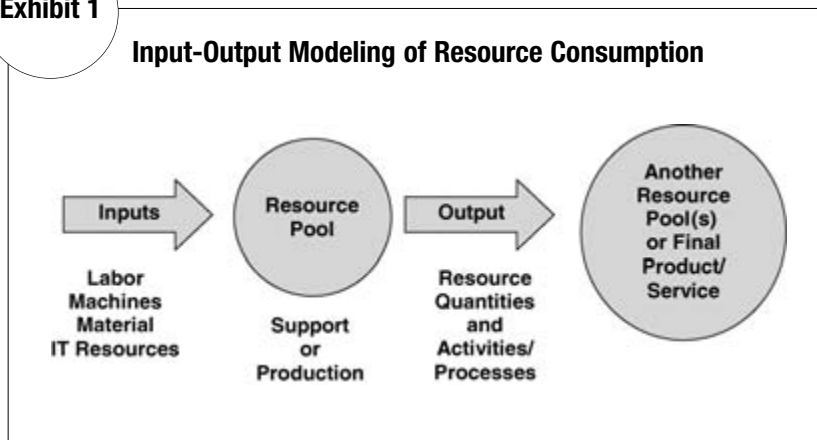 Exhibit 1
Input-Output Modeling of Resource Consumption
Inputs
Labor
Machines
Material
IT Resources
Resource
Pool
Support
or
Production
Output
Resource
Quantities
and
Activities/
Processes
Another
Resource
Pool(s)
or Final
Product/
Service